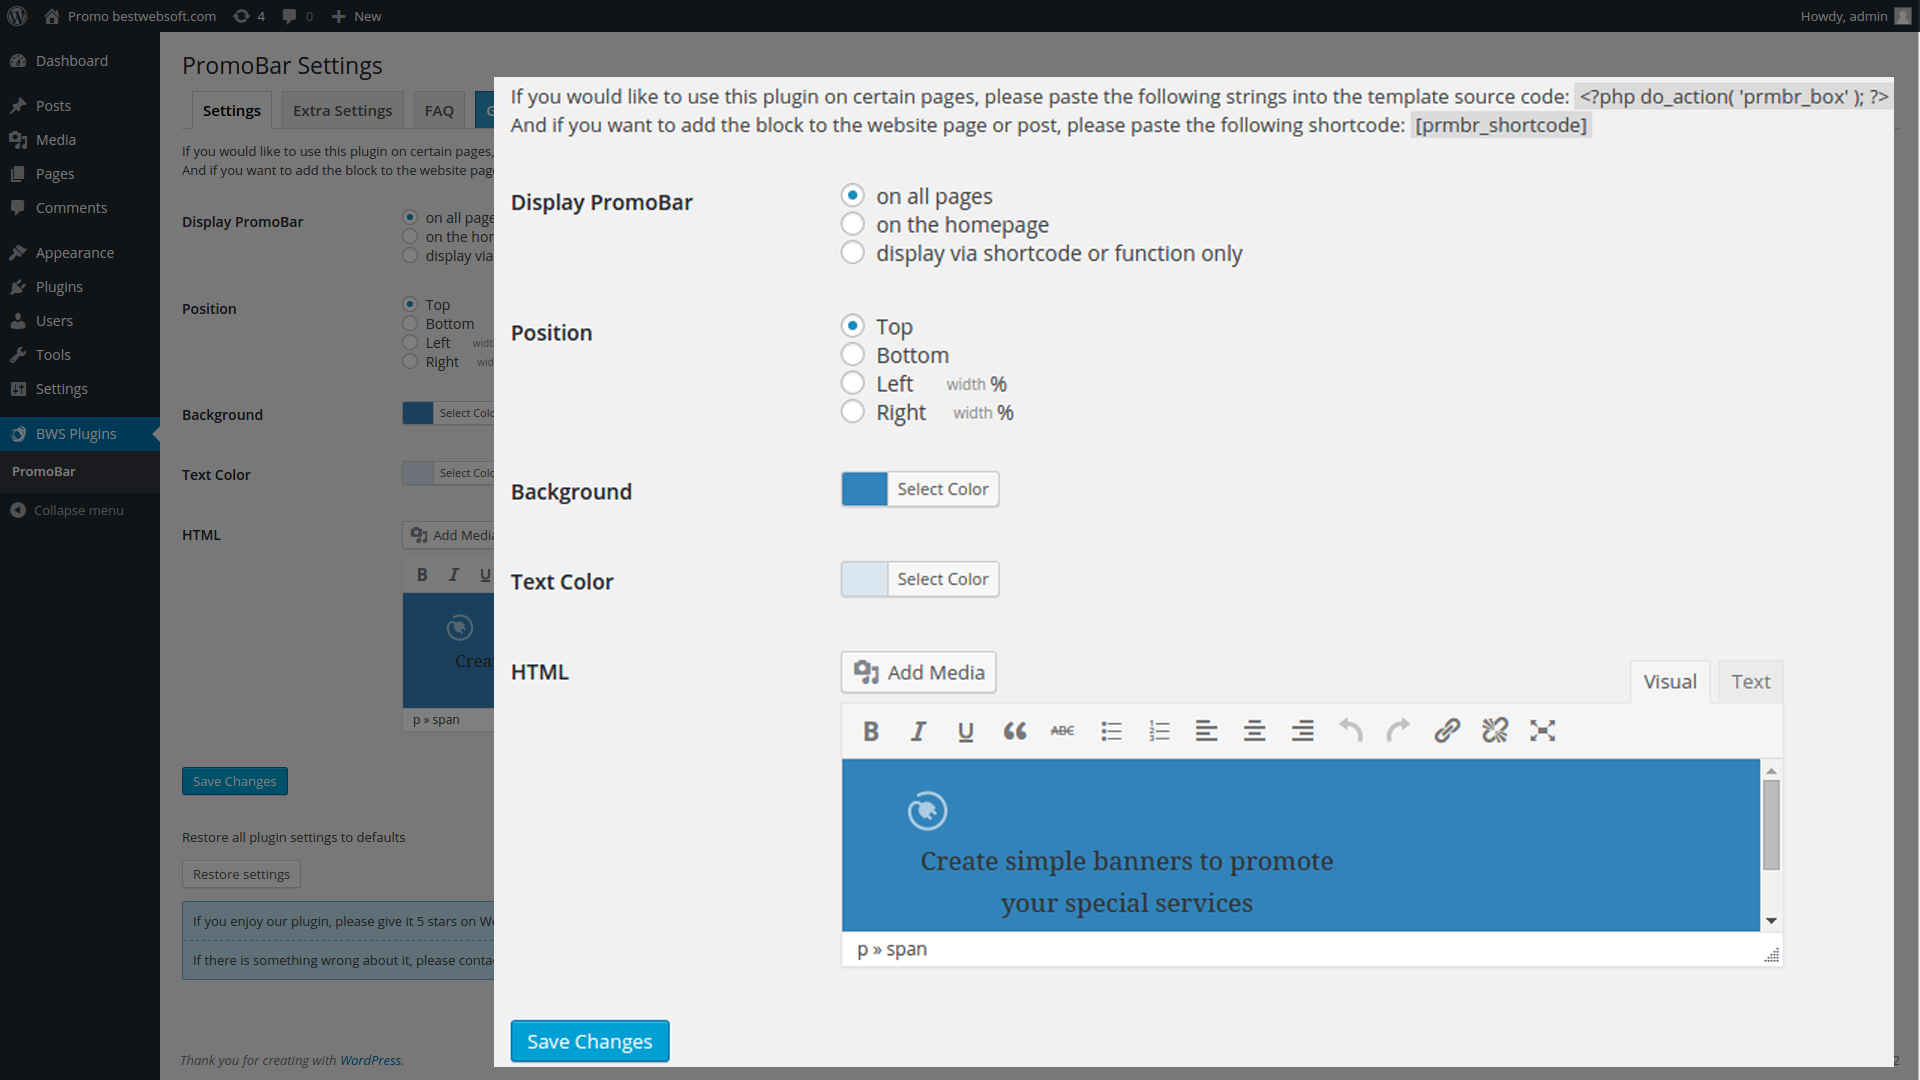 Promo bestwebsoft.com 4 0 New Howdy, admin
Dashboard
Posts
Media
Pages
Comments
Appearance
Plugins
Users
Tools
Settings
BWS Plugins
PromoBar
Collapse menu
PromoBar Settings
Settings Extra Settings FAQ G
If you would like to use this plugin on certain pages,
And if you want to add the block to the website
Display PromoBar
on all
on the
display via
Position
Top
Bottom
Left
Right
Background
Select
Text Color
Select
HTML
Add
B I U
p » span
Save Changes
Restore all plugin settings to defaults
Restore settings
If you enjoy our plugin, please give it 5 stars on
If there is something wrong about it, please
Thank you for creating with WordPress.
2
If you would like to use this plugin on certain pages, please paste the following strings into the template source code: <?php do_action( 'prmbr_box' ); ?>
And if you want to add the block to the website page or post, please paste the following shortcode: [prmbr_shortcode]
Display PromoBar
on all pages
on the homepage
display via shortcode or function only
Position
Top
Bottom
Left width %
Right width %
Background
Select Color
Text Color
Select Color
HTML
Add Media
Visual Text
B I U ABC
Create simple banners to promote
your special services
p » span
Save Changes